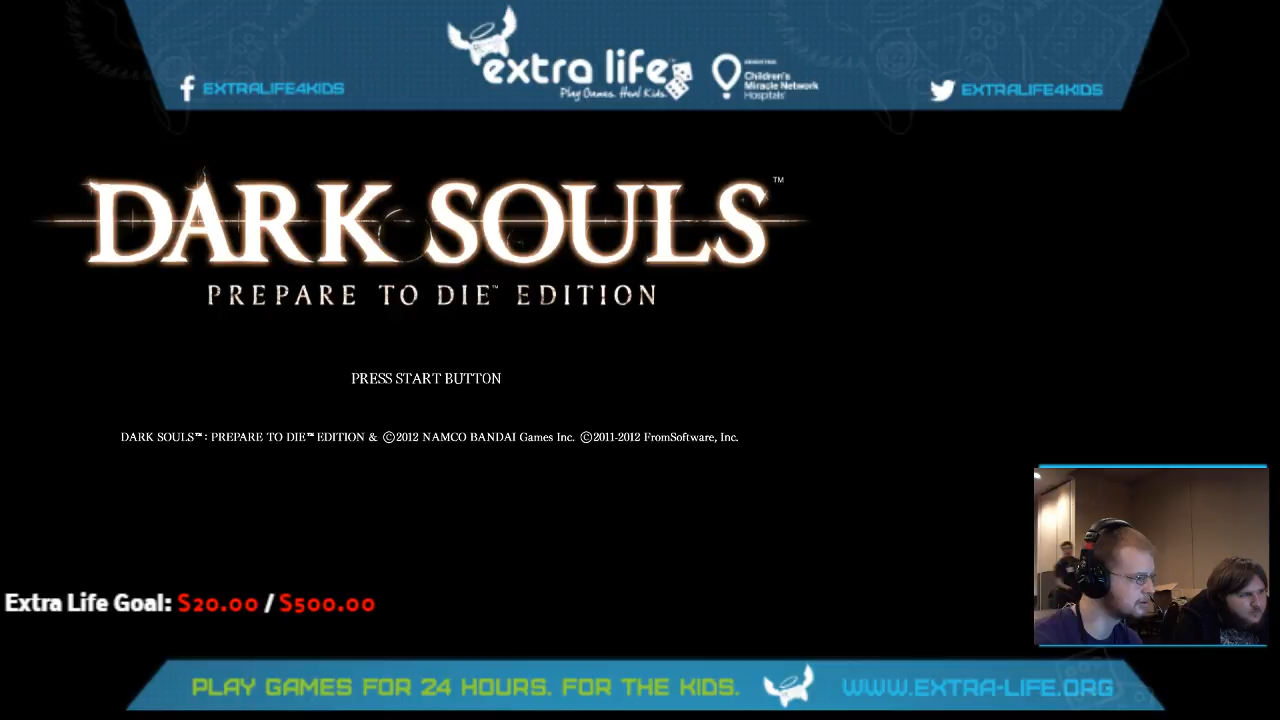 extra life
Play Games. Heal Kids.
Children's
Miracle Network
Hospitals
EXTRALIFE4KIDS
EXTRALIFE4KIDS
DARK SOULS™
PREPARE TO DIE™ EDITION
PRESS START BUTTON
DARK SOULS™: PREPARE TO DIE™ EDITION & ©2012 NAMCO BANDAI Games Inc. ©2011-2012 FromSoftware, Inc.
Extra Life Goal: $20.00 / $500.00
PLAY GAMES FOR 24 HOURS. FOR THE KIDS.
WWW.EXTRA-LIFE.ORG